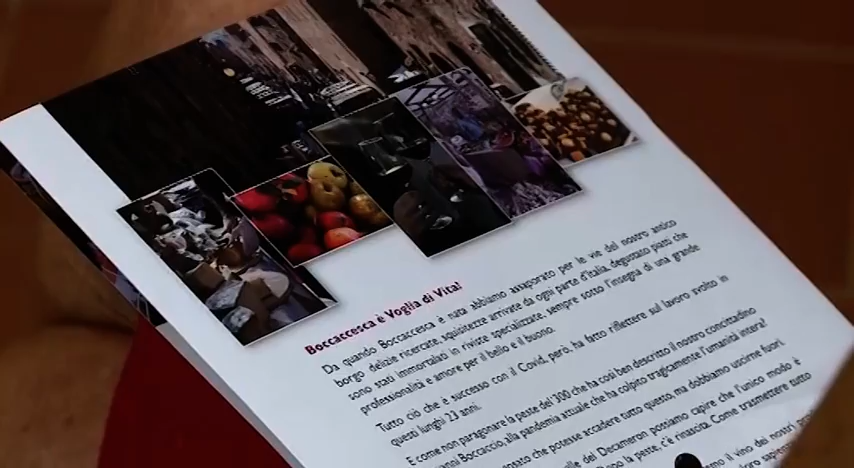 Boccaccesca è Voglia di Vita!
Da quando Boccaccesca è nata abbiamo assaporato per le vie del nostro antico
borgo delizie ricercate, squisitezze arrivate da ogni parte d'Italia, degustato piatti che
sono stati immortalati in riviste specializzate, sempre sotto l'insegna di una grande
professionalità e amore per il bello e il buono.
Tutto ciò che è successo con il Covid, però, ha fatto riflettere sul lavoro svolto in
questi lunghi 23 anni.
E come non paragonare la peste del '300 che ha così ben descritto il nostro concittadino
anni Boccaccio, alla pandemia attuale che ha colpito tragicamente l'umanità intera?
sato che potesse accadere tutto questo, ma dobbiamo uscirne fuori
lle del Decameron possiamo capire che l'unico modo è
la peste, c'è rinascita. Come trasmettere tutto
il vino dei nostri